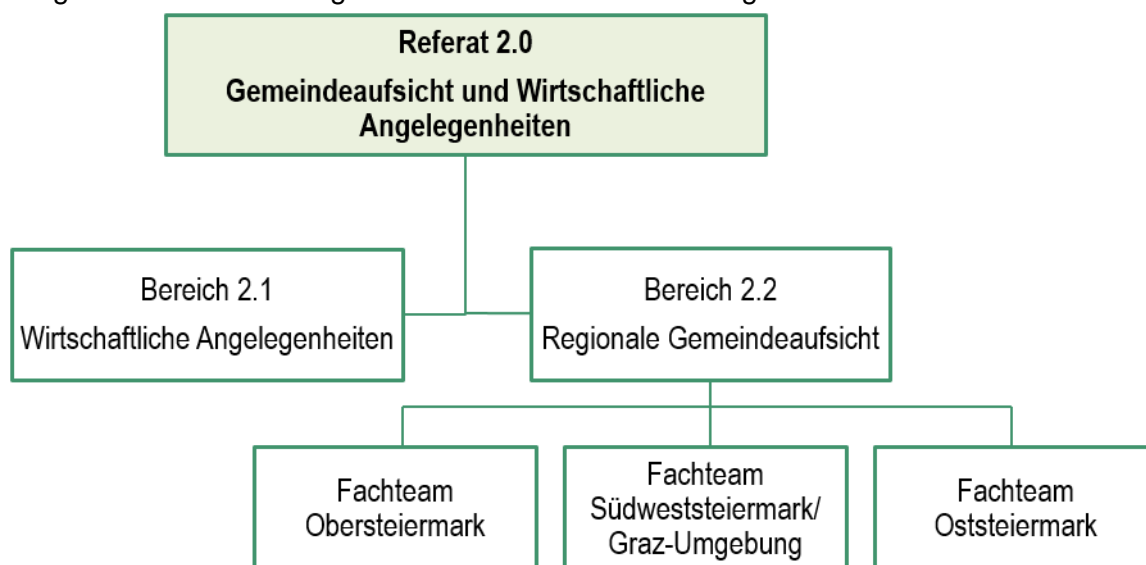 Referat 2.0
Gemeindeaufsicht und Wirtschaftliche
Angelegenheiten
Bereich 2.1
Wirtschaftliche Angelegenheiten
Bereich 2.2
Regionale Gemeindeaufsicht
Fachteam
Obersteiermark
Fachteam
Südweststeiermark/
Graz-Umgebung
Fachteam
Oststeiermark